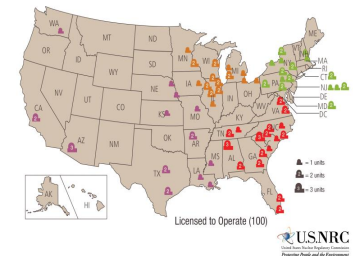 WA
MT
ND
ME
OR
ID
SD
MN
WI
MI
VT
NH
NY
MA
RI
CT
NJ
DE
MD
DC
WY
NE
IA
PA
NV
UT
CO
IL
IN
OH
WV
VA
CA
KS
MO
KY
NC
TN
SC
AZ
NM
OK
AR
MS
AL
GA
TX
LA
FL
AK
HI
= 1 units
= 2 units
= 3 units
Licensed to Operate (100)
U.S.NRC
United States Nuclear Regulatory Commission
Protecting People and the Environment